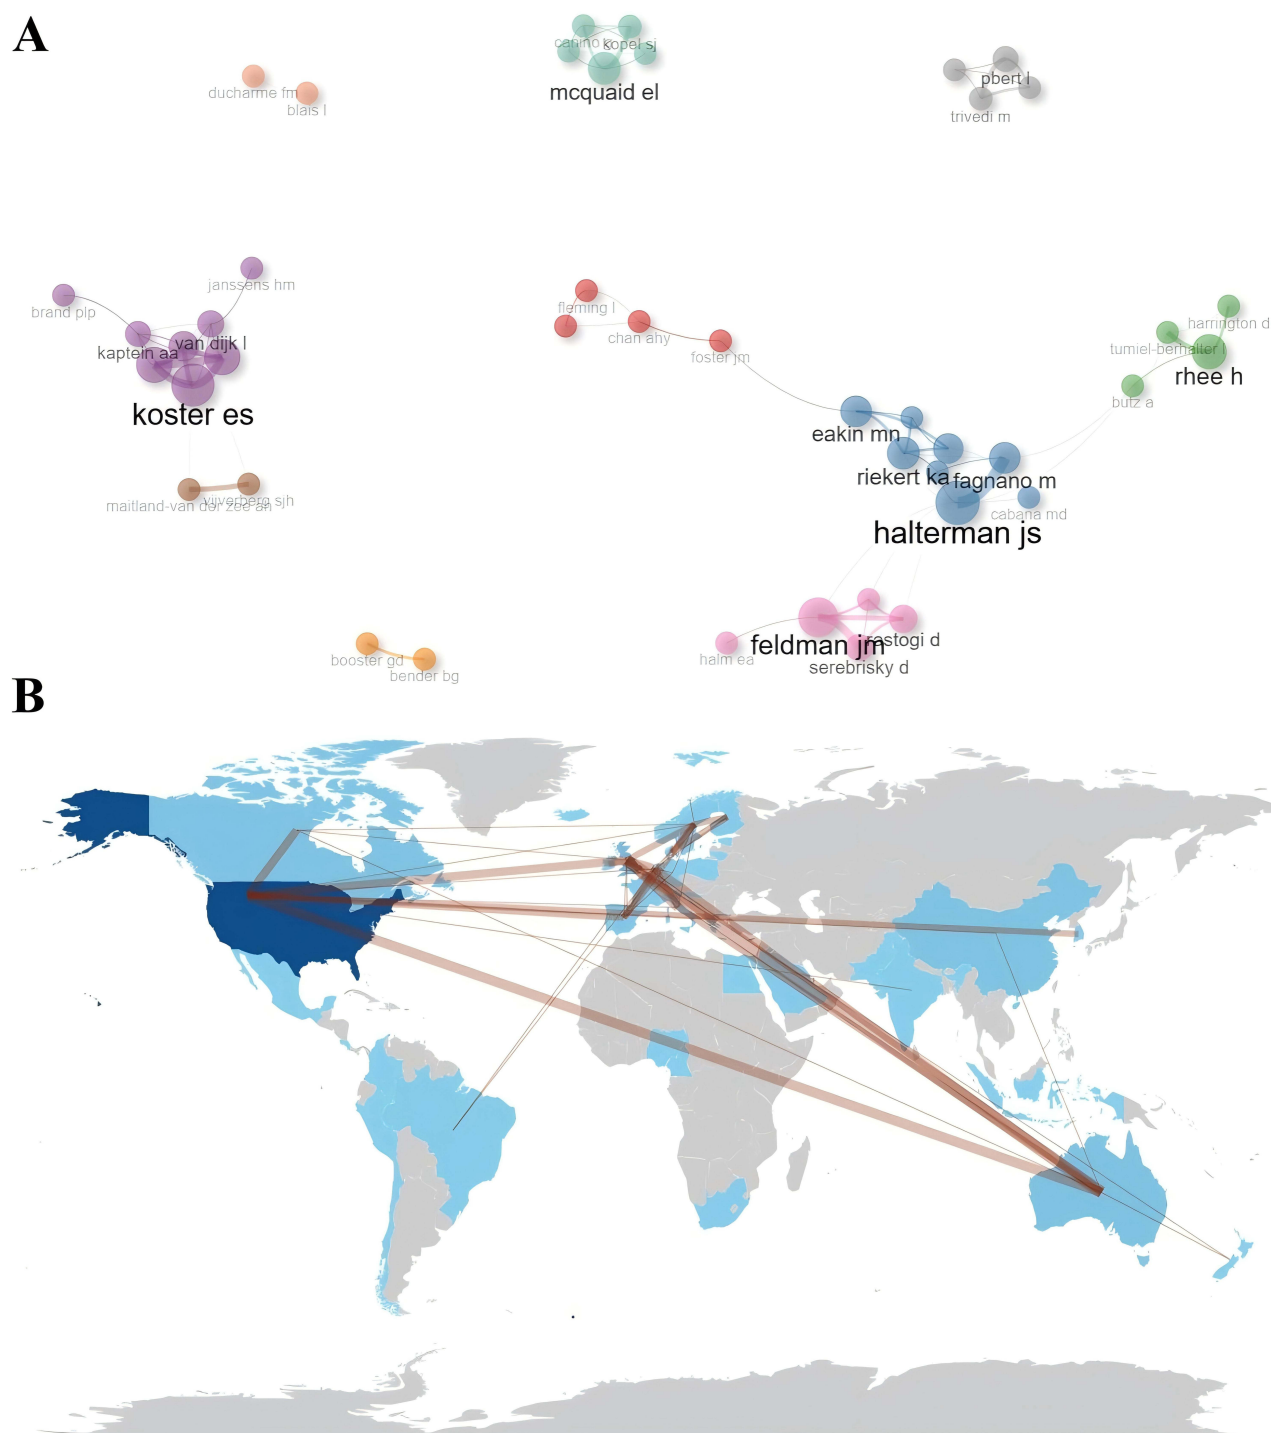 A
ducharme fm
blais l
canino g
kopel sj
mcquaid el
pbert l
trivedi m
janssens hm
brand plp
kaptein aa
van dijk l
koster es
maitland-van der zee ah
vijverberg sjh
fleming l
chan ahy
foster jm
harrington d
tumiel-berhalter l
rhee h
butz a
eakin mn
riekert ka
fagnano m
cabana md
halterman js
feldman jm
rastogi d
halm ea
serebrisky d
booster gd
bender bg
B